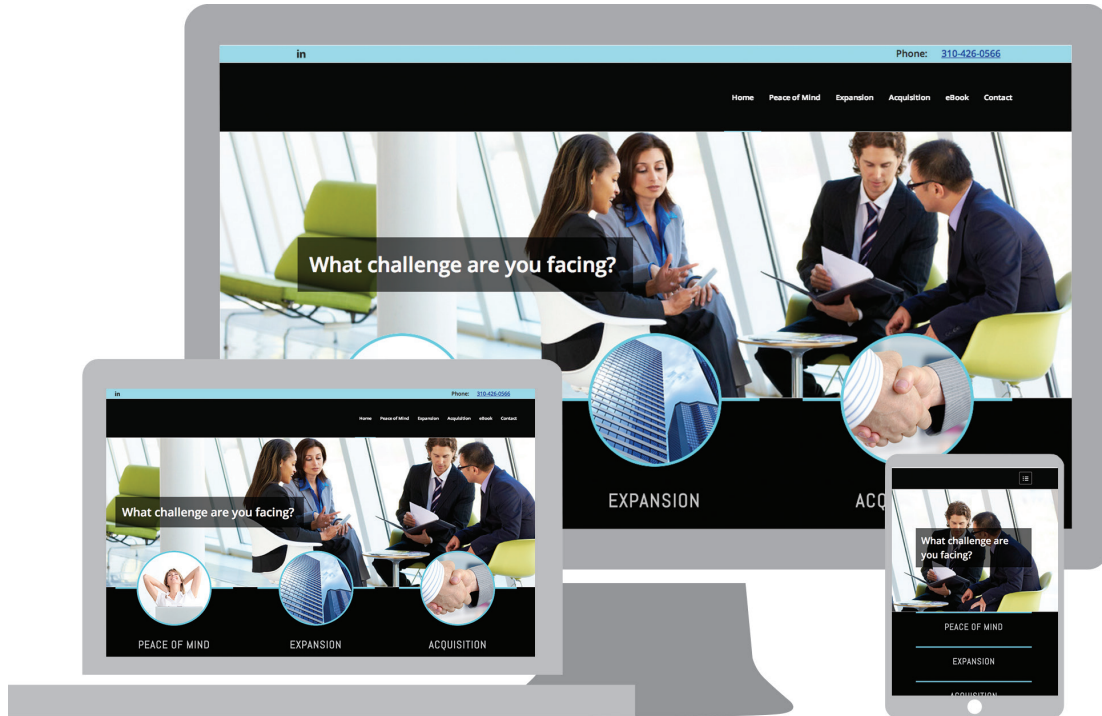 in
Phone: 310-426-0566
Home Peace of Mind Expansion Acquisition eBook Contact
What challenge are you facing?
EXPANSION
ACQ
in
Phone: 310-426-0566
Home Peace of Mind Expansion Acquisition eBook Contact
What challenge are you facing?
PEACE OF MIND EXPANSION ACQUISITION
What challenge are
you facing?
PEACE OF MIND
EXPANSION
ACQUISITION